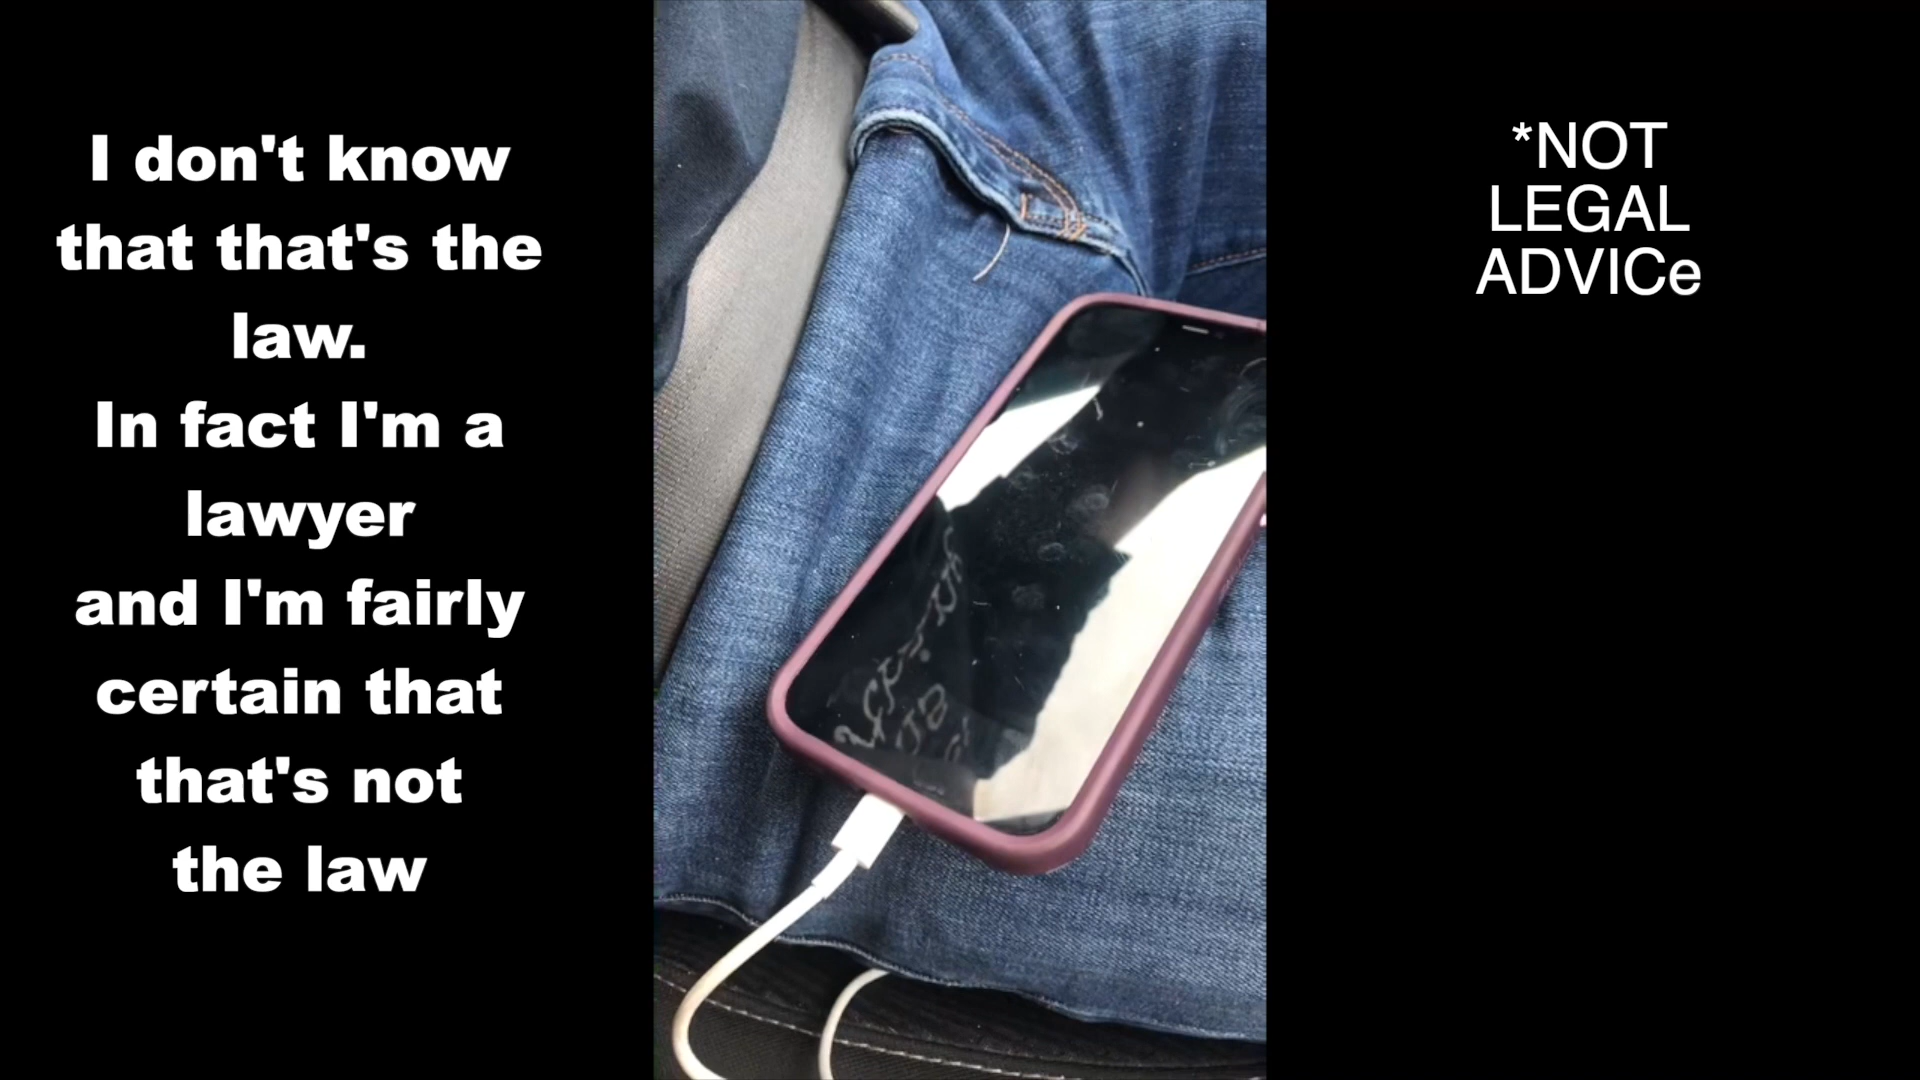 I don't know
that that's the
law.
In fact I'm a
lawyer
and I'm fairly
certain that
that's not
the law
*NOT
LEGAL
ADVICe